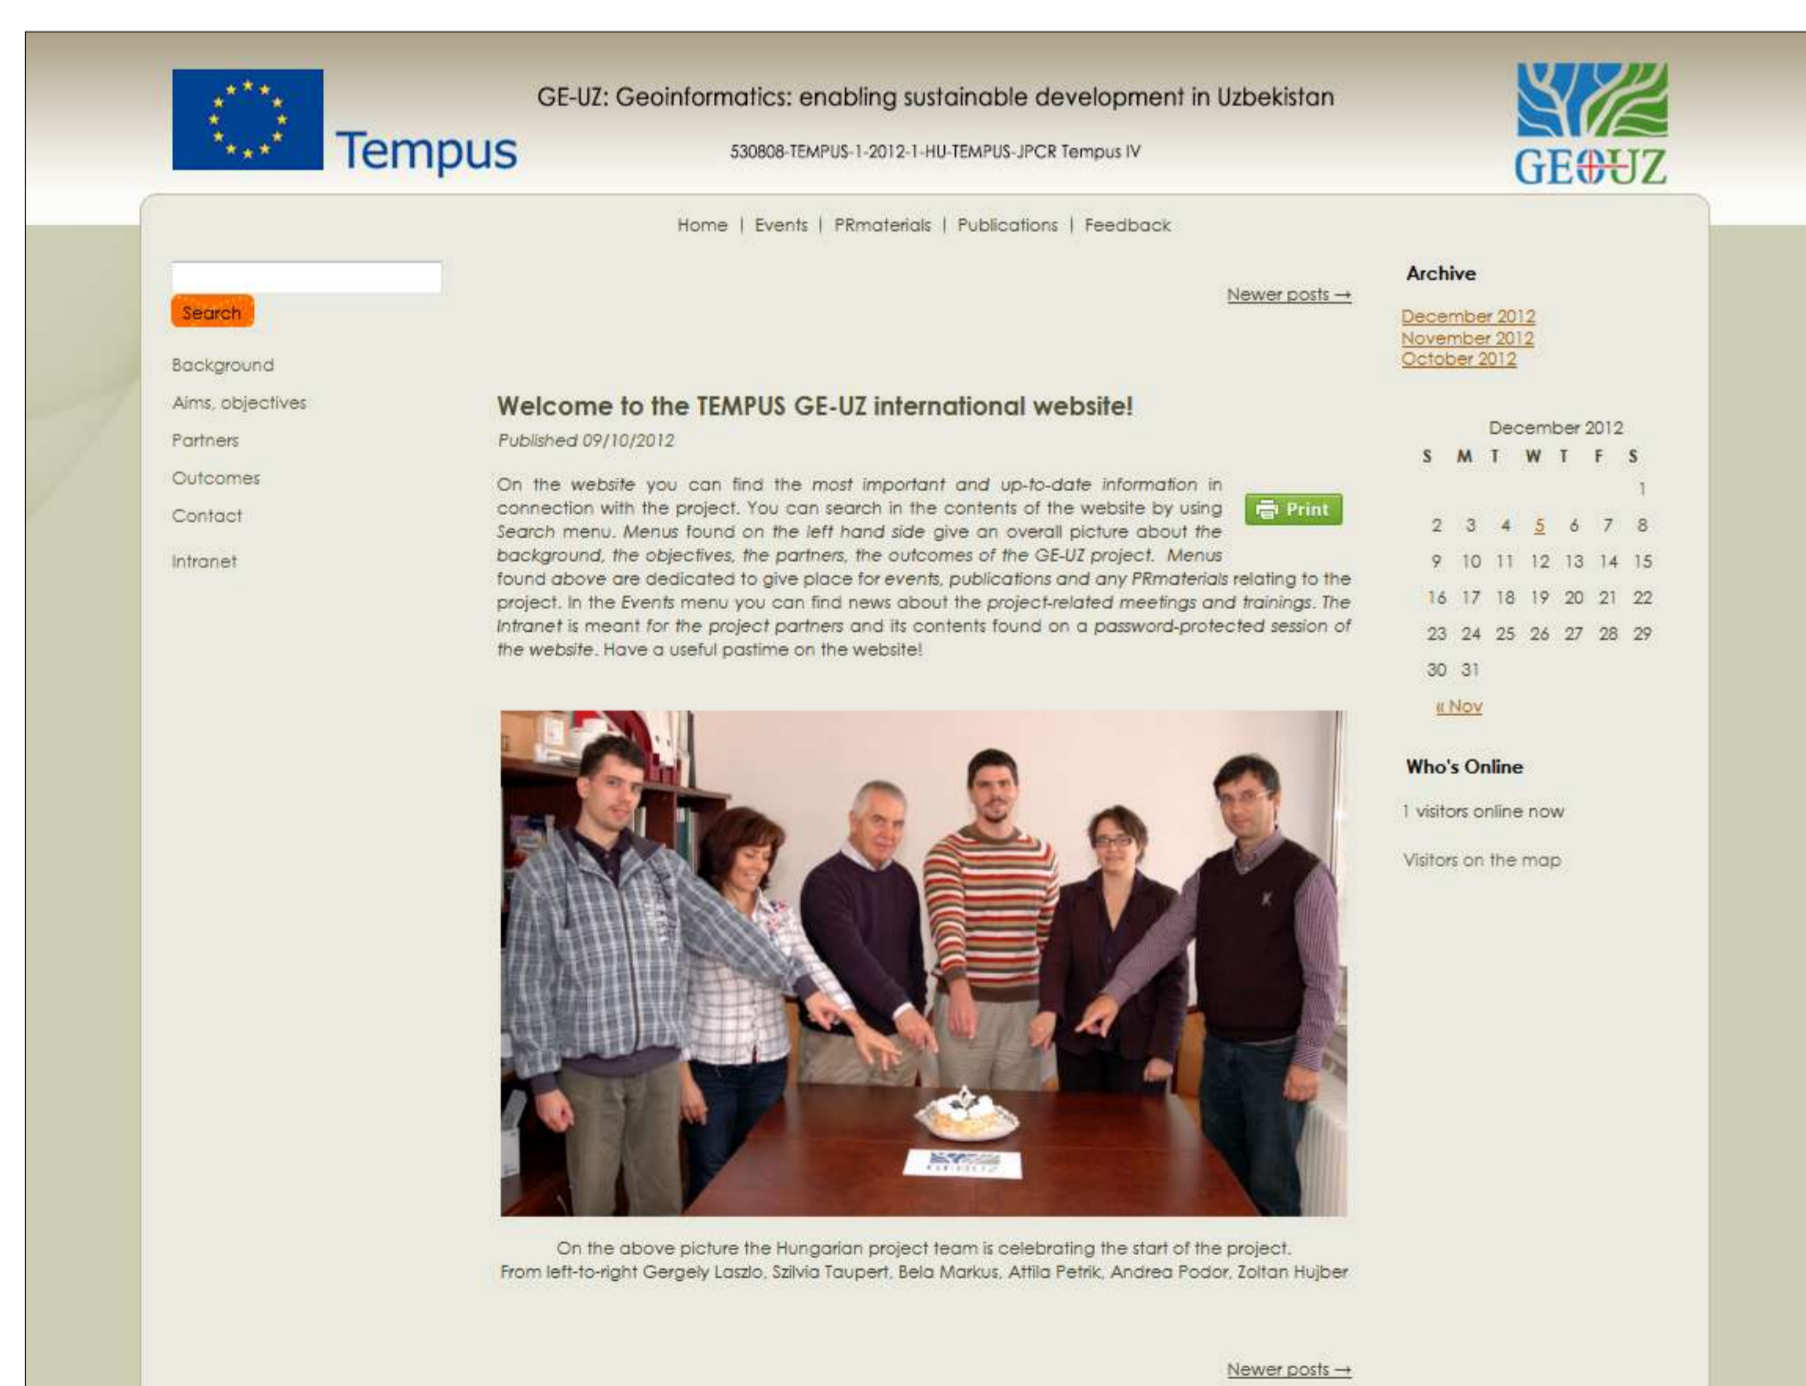 Tempus
GE-UZ: Geoinformatics: enabling sustainable development in Uzbekistan
530808-TEMPUS-1-2012-1-HU-TEMPUS-JPCR Tempus IV
GEOUZ
Home | Events | PRmaterials | Publications | Feedback
Search
Background
Aims, objectives
Partners
Outcomes
Contact
Intranet
Newer posts →
Welcome to the TEMPUS GE-UZ international website!
Published 09/10/2012
On the website you can find the most important and up-to-date information in
connection with the project. You can search in the contents of the website by using
Search menu. Menus found on the left hand side give an overall picture about the
background, the objectives, the partners, the outcomes of the GE-UZ project. Menus
found above are dedicated to give place for events, publications and any PRmaterials relating to the
project. In the Events menu you can find news about the project-related meetings and trainings. The
Intranet is meant for the project partners and its contents found on a password-protected session of
the website. Have a useful pastime on the website!
Print
GEOUZ
On the above picture the Hungarian project team is celebrating the start of the project.
From left-to-right Gergely Laszlo, Szilvia Taupert, Bela Markus, Attila Petrik, Andrea Podor, Zoltan Hujber
Newer posts →
Archive
December 2012
November 2012
October 2012
December 2012
S M T W T F S
1
2 3 4 5 6 7 8
9 10 11 12 13 14 15
16 17 18 19 20 21 22
23 24 25 26 27 28 29
30 31
« Nov
Who's Online
1 visitors online now
Visitors on the map